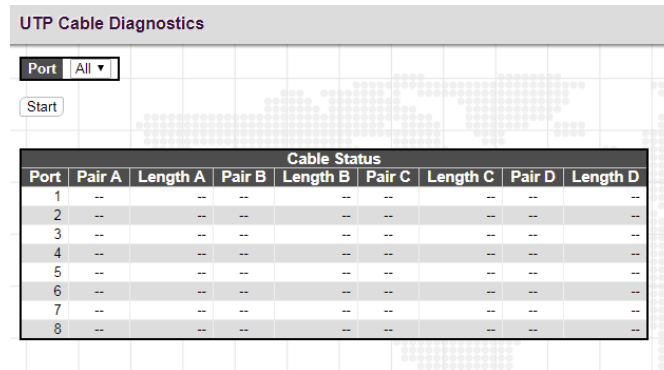 UTP Cable Diagnostics
Port All ▼
Start
Cable Status
Port Pair A Length A Pair B Length B Pair C Length C Pair D Length D
1 -- -- -- -- -- -- -- --
2 -- -- -- -- -- -- -- --
3 -- -- -- -- -- -- -- --
4 -- -- -- -- -- -- -- --
5 -- -- -- -- -- -- -- --
6 -- -- -- -- -- -- -- --
7 -- -- -- -- -- -- -- --
8 -- -- -- -- -- -- -- --